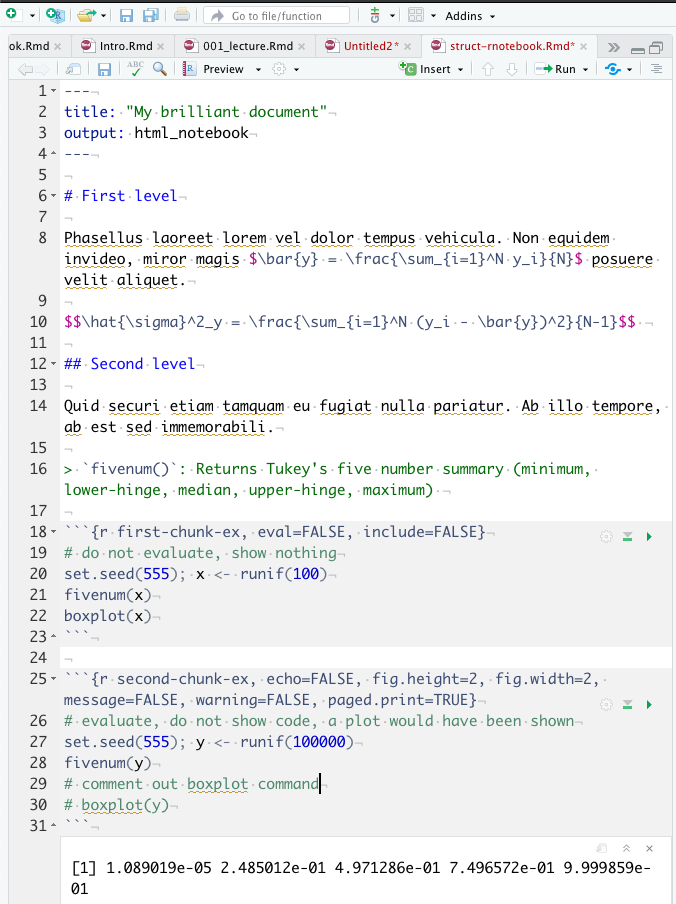 Go to file/function
Addins
ok.Rmd
Intro.Rmd
001_lecture.Rmd
Untitled2*
struct-rnotebook.Rmd*
ABC
Preview
Insert
Run
1 ---
2 title: "My brilliant document"
3 output: html_notebook
4 ---
5
6 # First level
7
8 Phasellus laoreet lorem vel dolor tempus vehicula. Non equidem
invideo, miror magis $\bar{y} = \frac{\sum_{i=1}^N y_i}{N}$ posuere
velit aliquet.
9
10 $$\hat{\sigma}^2_y = \frac{\sum_{i=1}^N (y_i - \bar{y})^2}{N-1}$$
11
12 ## Second level
13
14 Quid securi etiam tamquam eu fugiat nulla pariatur. Ab illo tempore,
ab est sed immemorabili.
15
16 > `fivenum()`: Returns Tukey's five number summary (minimum,
lower-hinge, median, upper-hinge, maximum)
17
18 ```{r first-chunk-ex, eval=FALSE, include=FALSE}
19 # do not evaluate, show nothing
20 set.seed(555); x <- runif(100)
21 fivenum(x)
22 boxplot(x)
23 ```
24
25 ```{r second-chunk-ex, echo=FALSE, fig.height=2, fig.width=2,
message=FALSE, warning=FALSE, paged.print=TRUE}
26 # evaluate, do not show code, a plot would have been shown
27 set.seed(555); y <- runif(100000)
28 fivenum(y)
29 # comment out boxplot command
30 # boxplot(y)
31 ```
[1] 1.089019e-05 2.485012e-01 4.971286e-01 7.496572e-01 9.999859e-
01